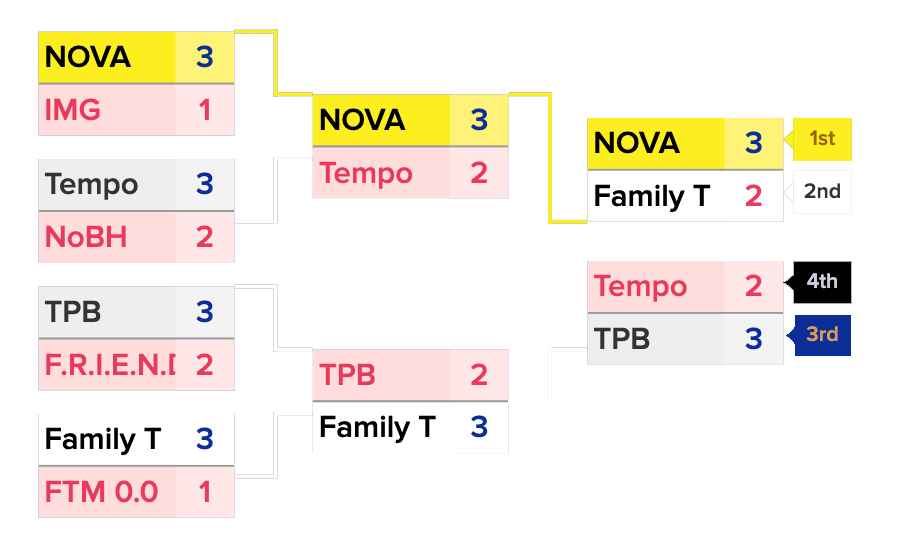 NOVA 3
IMG 1
Tempo 3
NoBH 2
TPB 3
F.R.I.E.N. 2
Family T 3
FTM 0.0 1
NOVA 3
Tempo 2
TPB 2
Family T 3
NOVA 3 1st
Family T 2 2nd
Tempo 2 4th
TPB 3 3rd